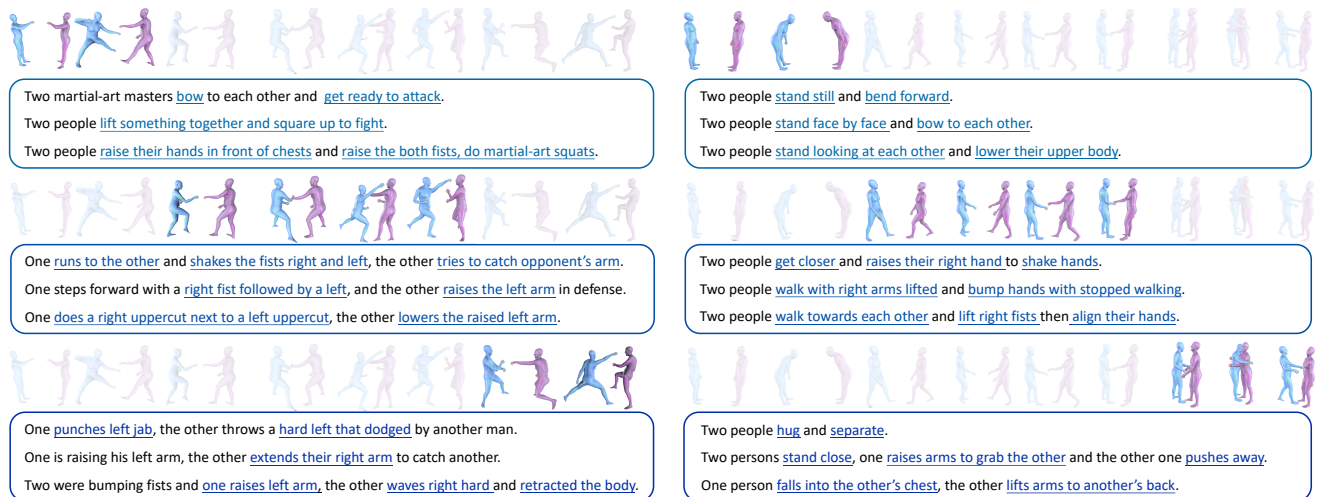 Two martial-art masters bow to each other and get ready to attack.
Two people lift something together and square up to fight.
Two people raise their hands in front of chests and raise the both fists, do martial-art squats.
Two people stand still and bend forward.
Two people stand face by face and bow to each other.
Two people stand looking at each other and lower their upper body.
One runs to the other and shakes the fists right and left, the other tries to catch opponent's arm.
One steps forward with a right fist followed by a left, and the other raises the left arm in defense.
One does a right uppercut next to a left uppercut, the other lowers the raised left arm.
Two people get closer and raises their right hand to shake hands.
Two people walk with right arms lifted and bump hands with stopped walking.
Two people walk towards each other and lift right fists then align their hands.
One punches left jab, the other throws a hard left that dodged by another man.
One is raising his left arm, the other extends their right arm to catch another.
Two were bumping fists and one raises left arm, the other waves right hard and retracted the body.
Two people hug and separate.
Two persons stand close, one raises arms to grab the other and the other one pushes away.
One person falls into the other's chest, the other lifts arms to another's back.